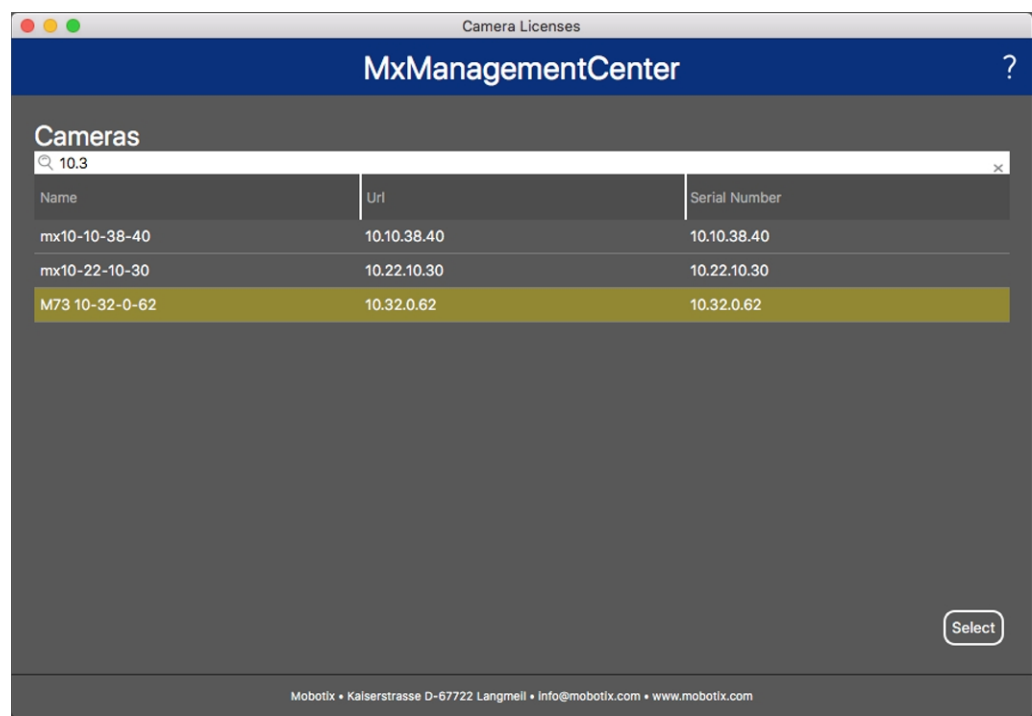 Camera Licenses
MxManagementCenter ?
Cameras
10.3 ×
Name Url Serial Number
mx10-10-38-40 10.10.38.40 10.10.38.40
mx10-22-10-30 10.22.10.30 10.22.10.30
M73 10-32-0-62 10.32.0.62 10.32.0.62
Select
Mobotix • Kaiserstrasse D-67722 Langmeil • info@mobotix.com • www.mobotix.com